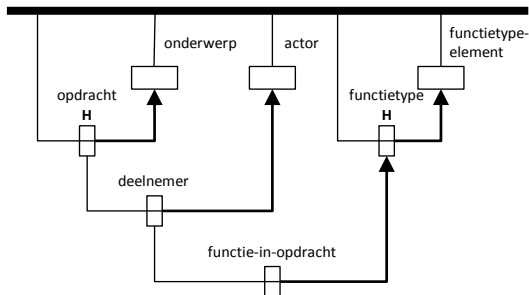 onderwerp
actor
functietype-
element
opdracht
H
functietype
H
deelnemer
functie-in-opdracht